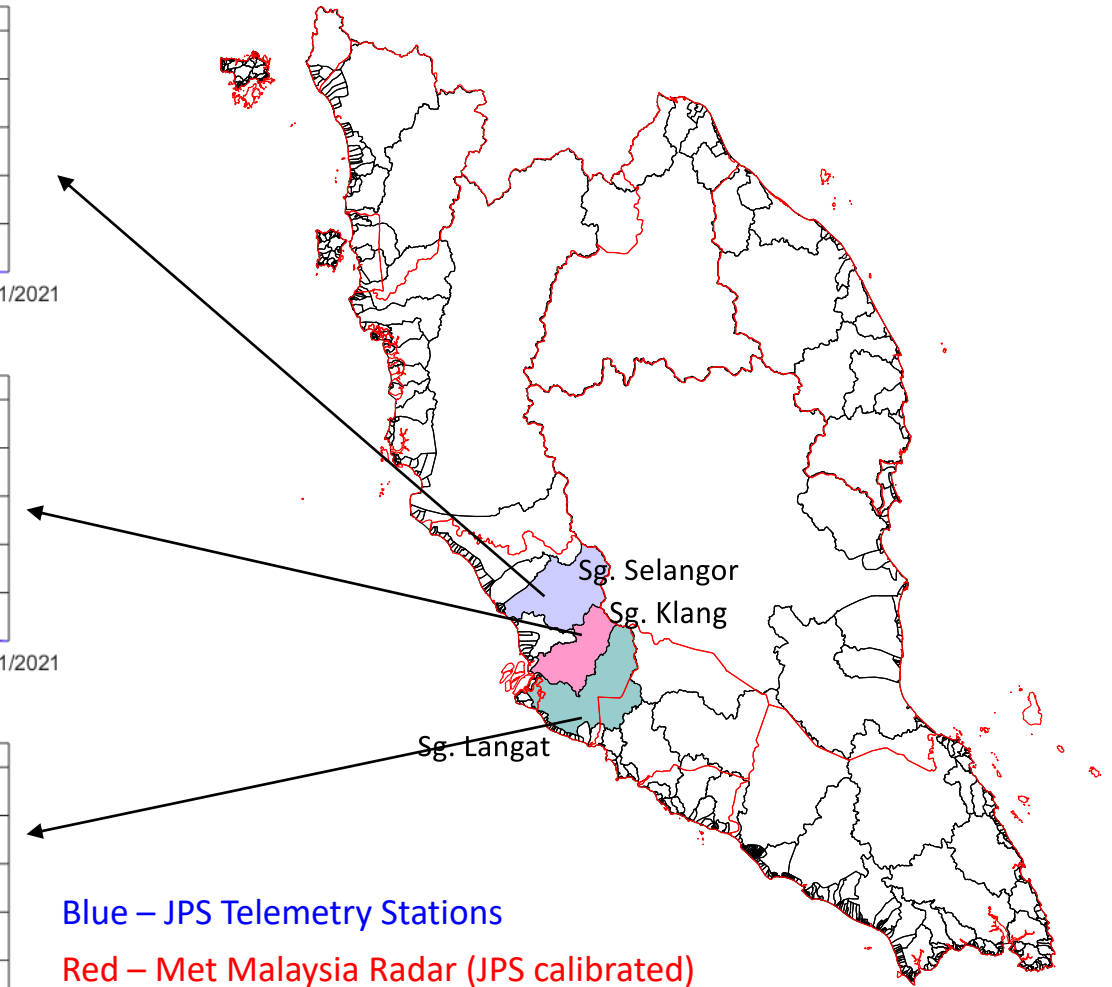 1/2021
Sg. Selangor
Sg. Klang
1/2021
Sg. Langat
Blue – JPS Telemetry Stations
Red – Met Malaysia Radar (JPS calibrated)